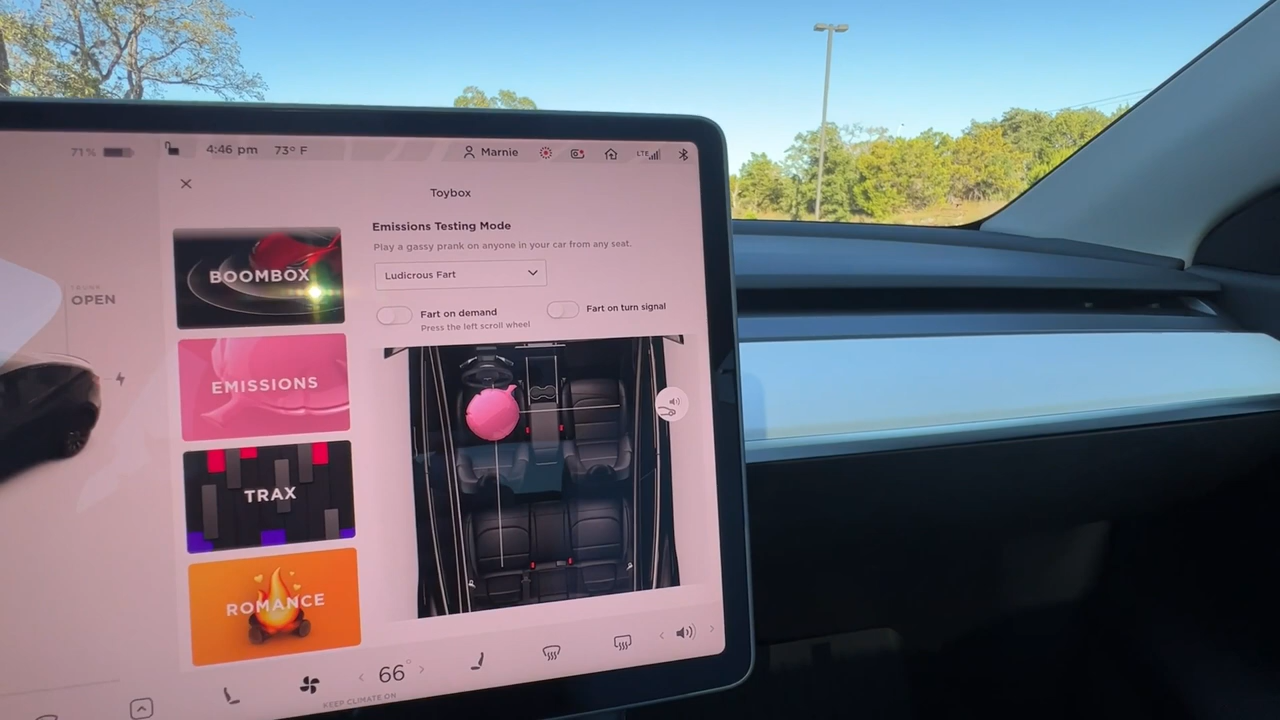 71%
4:46 pm
73° F
Marnie
LTE
Toybox
Emissions Testing Mode
Play a gassy prank on anyone in your car from any seat.
Ludicrous Fart
Fart on demand
Press the left scroll wheel
Fart on turn signal
BOOMBOX
EMISSIONS
TRAX
ROMANCE
TRUNK
OPEN
66°
KEEP CLIMATE ON